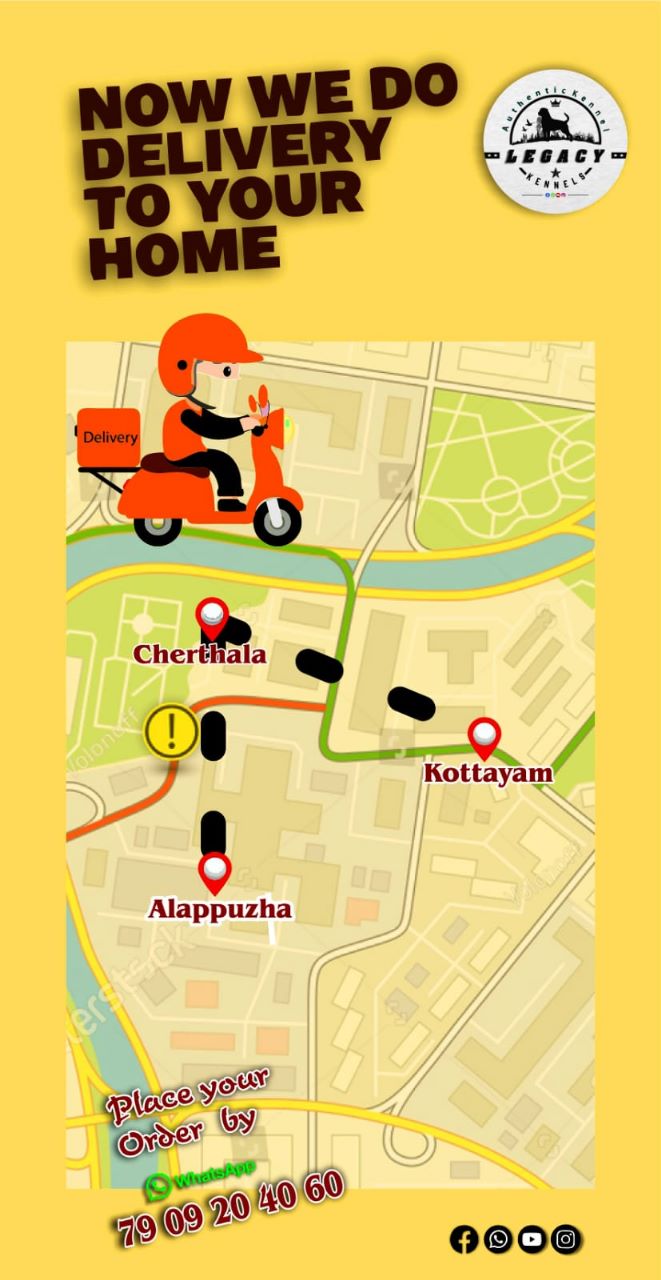 NOW WE DO
DELIVERY
TO YOUR
HOME
Authentic Kennel
LEGACY
KENNELS
Delivery
Cherthala
!
Kottayam
Alappuzha
Place your
Order by
WhatsApp
79 09 20 40 60